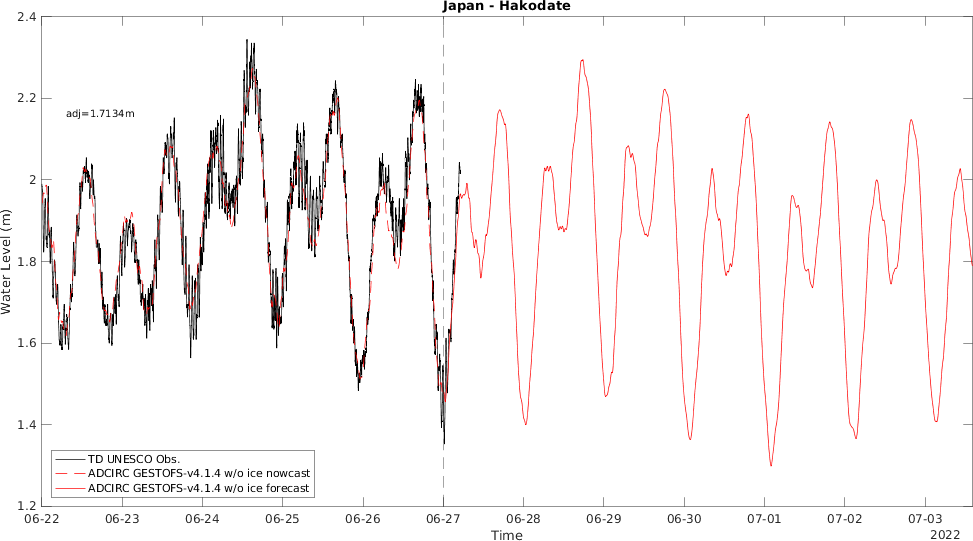 Japan - Hakodate
2.4
2.2
2
1.8
1.6
1.4
1.2
Water Level (m)
adj=1.7134m
TD UNESCO Obs.
ADCIRC GESTOFS-v4.1.4 w/o ice nowcast
ADCIRC GESTOFS-v4.1.4 w/o ice forecast
06-22 06-23 06-24 06-25 06-26 06-27 06-28 06-29 06-30 07-01 07-02 07-03
Time
2022